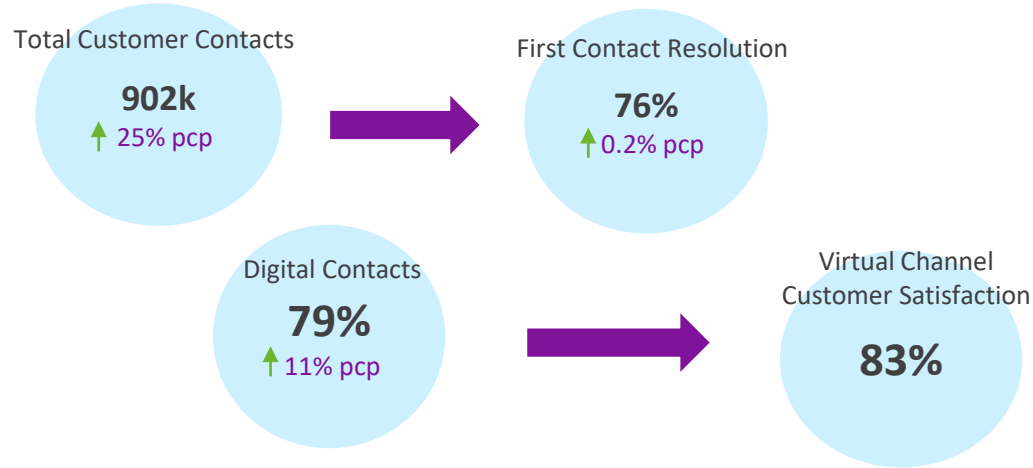 Total Customer Contacts
902k
25% pcp
First Contact Resolution
76%
0.2% pcp
Digital Contacts
79%
11% pcp
Virtual Channel
Customer Satisfaction
83%